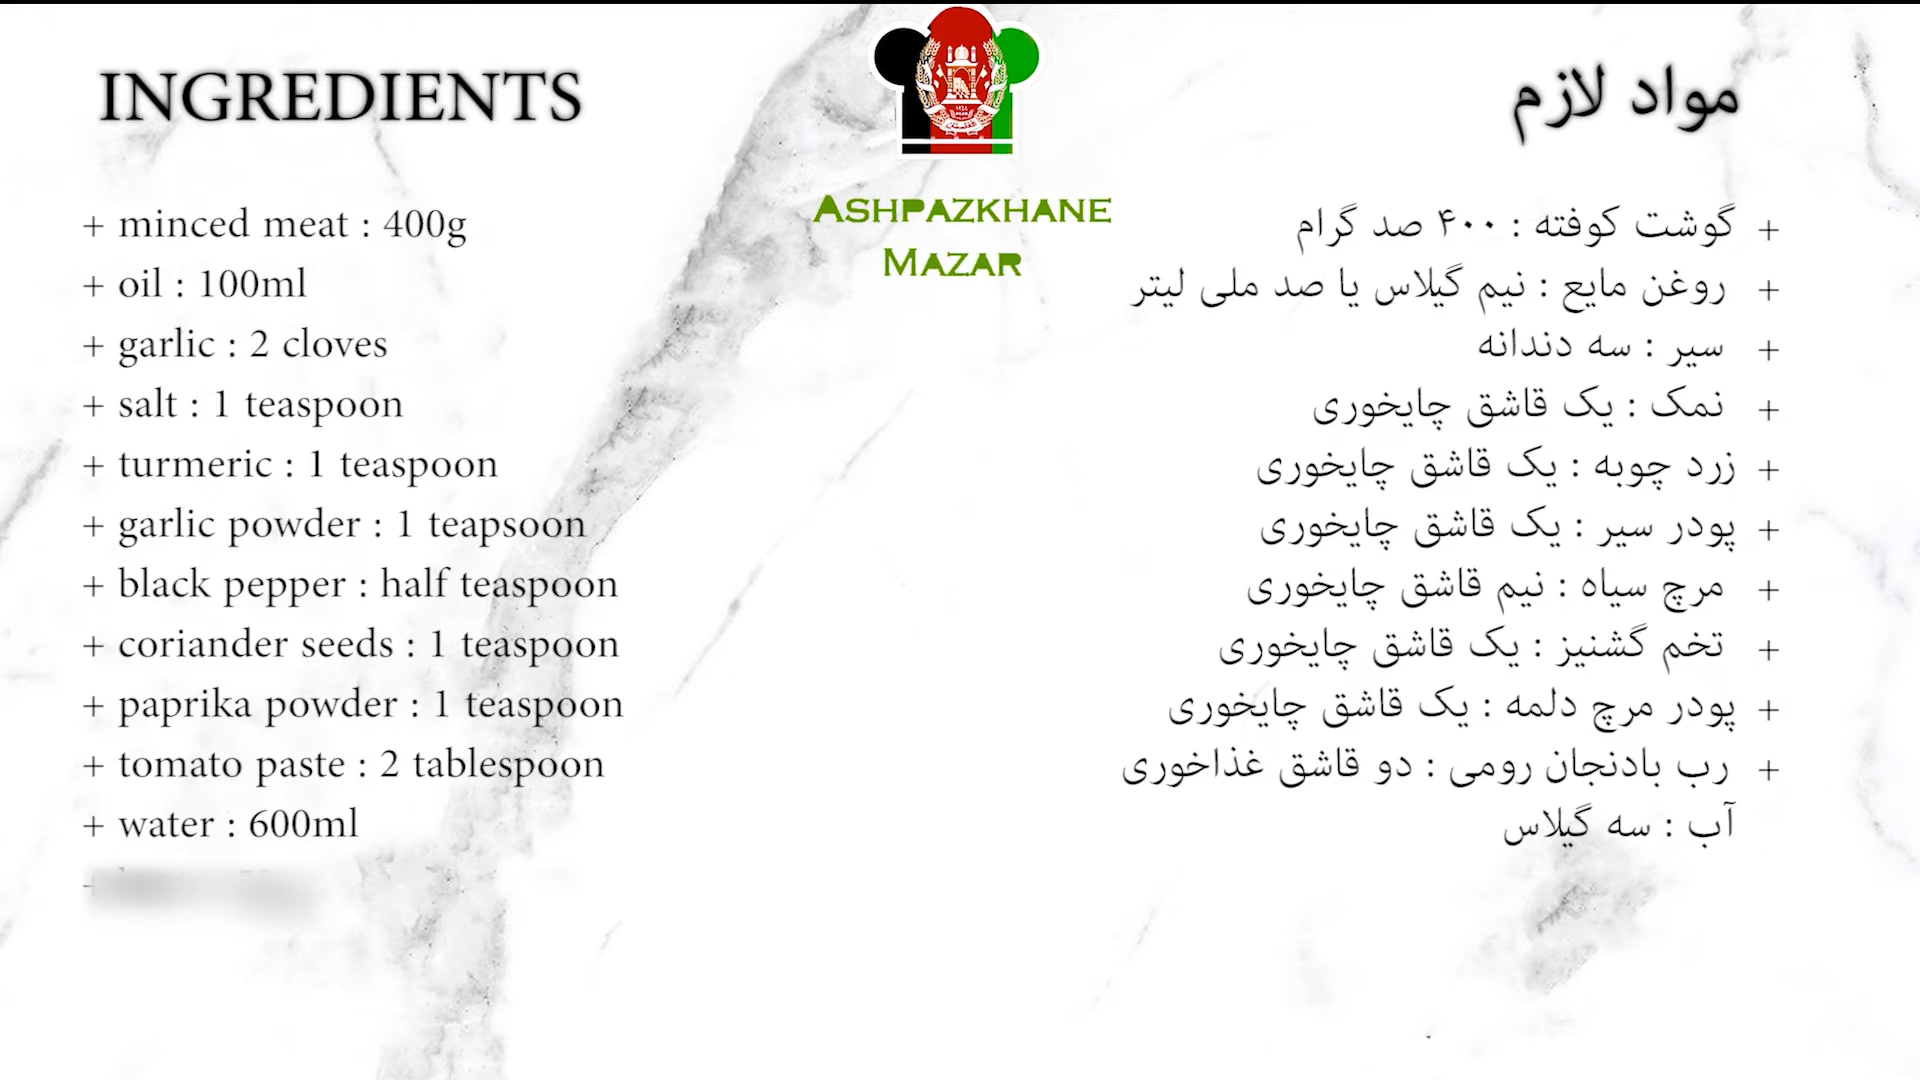 INGREDIENTS
+ minced meat : 400g
+ oil : 100ml
+ garlic : 2 cloves
+ salt : 1 teaspoon
+ turmeric : 1 teaspoon
+ garlic powder : 1 teapsoon
+ black pepper : half teaspoon
+ coriander seeds : 1 teaspoon
+ paprika powder : 1 teaspoon
+ tomato paste : 2 tablespoon
+ water : 600ml
ASHPAZKHANE
MAZAR
مواد لازم
+ گوشت کوفته : ۴۰۰ صد گرام
+ روغن مایع : نیم گیلاس یا صد ملی لیتر
+ سیر : سه دندانه
+ نمک : یک قاشق چایخوری
+ زرد چوبه : یک قاشق چایخوری
+ پودر سیر : یک قاشق چایخوری
+ مرچ سیاه : نیم قاشق چایخوری
+ تخم گشنیز : یک قاشق چایخوری
+ پودر مرچ دلمه : یک قاشق چایخوری
+ رب بادنجان رومی : دو قاشق غذاخوری
آب : سه گیلاس